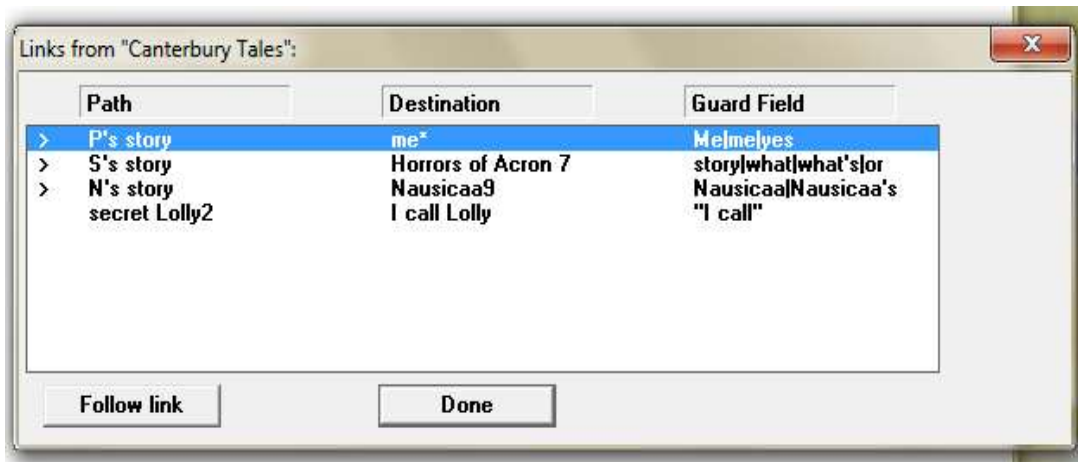 Links from "Canterbury Tales":
Path Destination Guard Field
> P's story me* Me|me|yes
> S's story Horrors of Acron 7 story|what|what's|or
> N's story Nausicaa9 Nausicaa|Nausicaa's
secret Lolly2 I call Lolly "I call"
Follow link Done